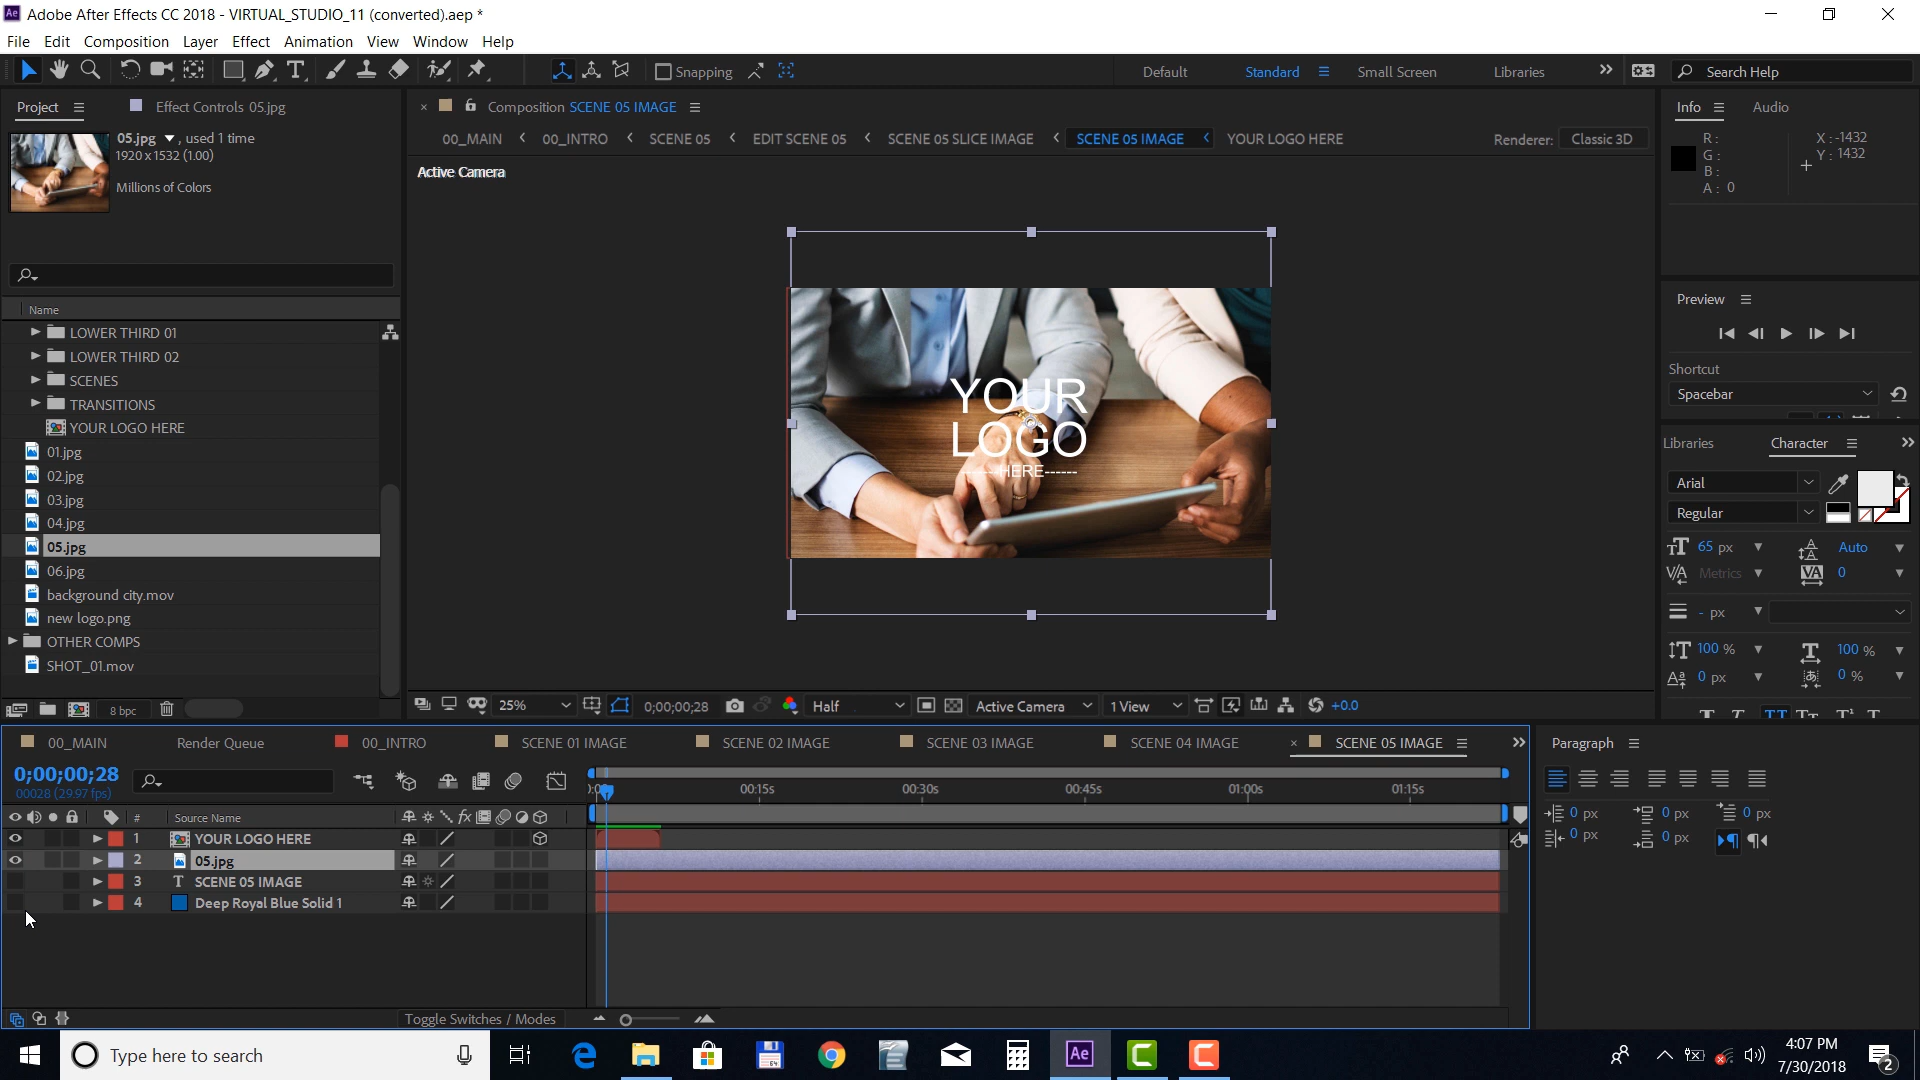 Adobe After Effects CC 2018 - VIRTUAL_STUDIO_11 (converted).aep *
File Edit Composition Layer Effect Animation View Window Help
Snapping
Default Standard Small Screen Libraries
Search Help
Project Effect Controls 05.jpg
05.jpg , used 1 time
1920 x 1532 (1.00)
Millions of Colors
Name
LOWER THIRD 01
LOWER THIRD 02
SCENES
TRANSITIONS
YOUR LOGO HERE
01.jpg
02.jpg
03.jpg
04.jpg
05.jpg
06.jpg
background city.mov
new logo.png
OTHER COMPS
SHOT_01.mov
8 bpc
Composition SCENE 05 IMAGE
00_MAIN 00_INTRO SCENE 05 EDIT SCENE 05 SCENE 05 SLICE IMAGE SCENE 05 IMAGE YOUR LOGO HERE
Renderer: Classic 3D
Active Camera
YOUR
LOGO
------HERE------
25% 0;00;00;28 Half Active Camera 1 View +0.0
Info Audio
R:
G:
B:
A: 0
X: -1432
Y: 1432
Preview
Shortcut
Spacebar
Libraries Character
Arial
Regular
65 px Auto
Metrics 0
- px
100 % 100 %
0 px 0 %
00_MAIN Render Queue 00_INTRO SCENE 01 IMAGE SCENE 02 IMAGE SCENE 03 IMAGE SCENE 04 IMAGE SCENE 05 IMAGE
0;00;00;28
00028 (29.97 fps)
00:15s 00:30s 00:45s 01:00s 01:15s
# Source Name
1 YOUR LOGO HERE
2 05.jpg
3 T SCENE 05 IMAGE
4 Deep Royal Blue Solid 1
Toggle Switches / Modes
Paragraph
0 px 0 px 0 px
0 px 0 px
Type here to search
Ae
4:07 PM
7/30/2018
2